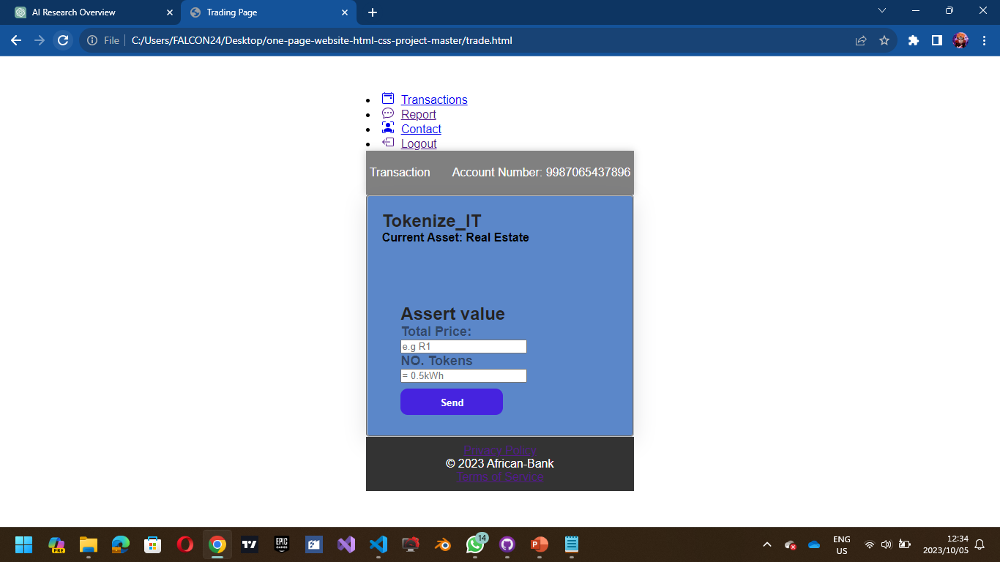 AI Research Overview
Trading Page
File
C:/Users/FALCON24/Desktop/one-page-website-html-css-project-master/trade.html
Transactions
Report
Contact
Logout
Transaction Account Number: 9987065437896
Tokenize_IT
Current Asset: Real Estate
Assert value
Total Price:
e.g R1
NO. Tokens
= 0.5kWh
Send
Privacy Policy
© 2023 African-Bank
Terms of Service
PRE
EPIC
GAMES
14
ENG
US
12:34
2023/10/05